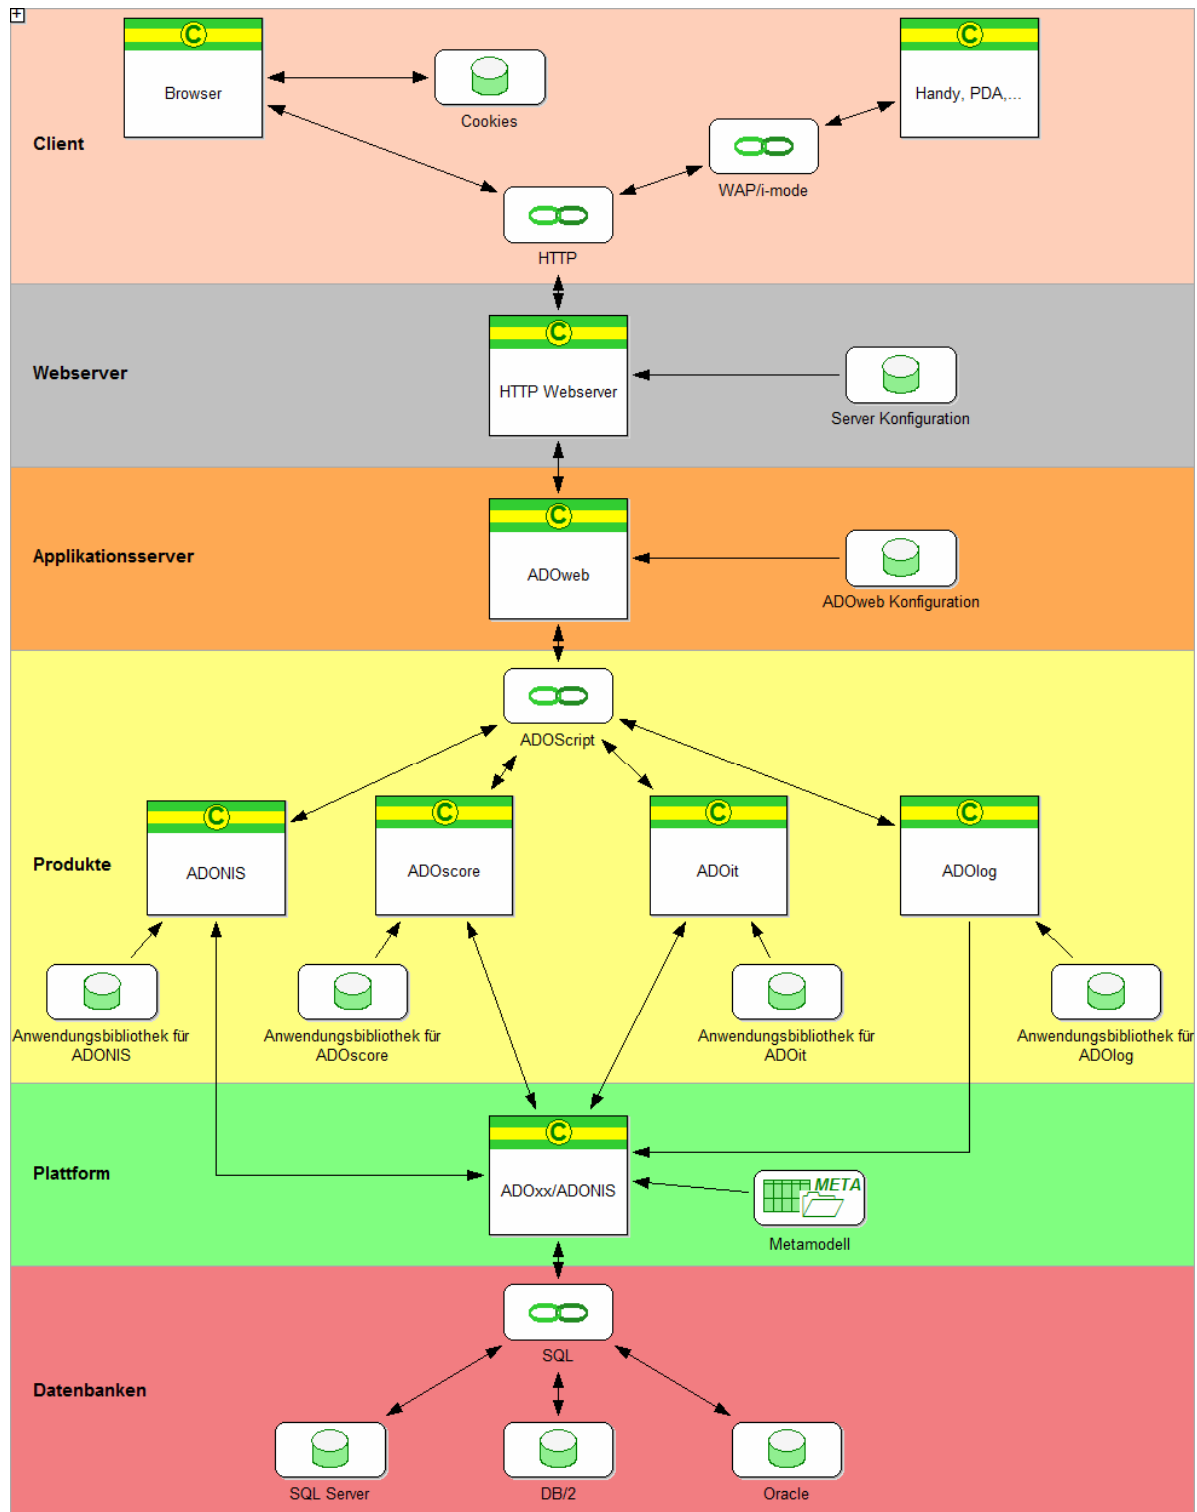 C
C
Browser
Handy, PDA,...
Cookies
Client
WAP/i-mode
HTTP
C
Webserver
HTTP Webserver
Server Konfiguration
C
Applikationsserver
ADOweb
ADOweb Konfiguration
ADOScript
C
C
C
C
Produkte
ADONIS
ADOscore
ADOit
ADOlog
Anwendungsbibliothek für
ADONIS
Anwendungsbibliothek für
ADOscore
Anwendungsbibliothek für
ADOit
Anwendungsbibliothek für
ADOlog
C
Plattform
ADOxx/ADONIS
META
Metamodell
SQL
Datenbanken
SQL Server
DB/2
Oracle